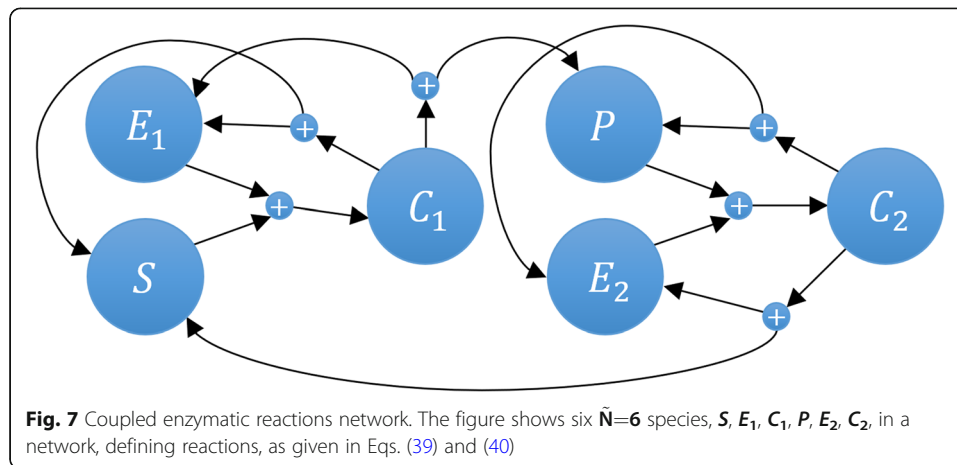 E₁
+
+
P
+
+
C₁
+
C₂
S
E₂
+
Fig. 7 Coupled enzymatic reactions network. The figure shows six Ñ=6 species, S, E₁, C₁, P, E₂, C₂, in a
network, defining reactions, as given in Eqs. (39) and (40)